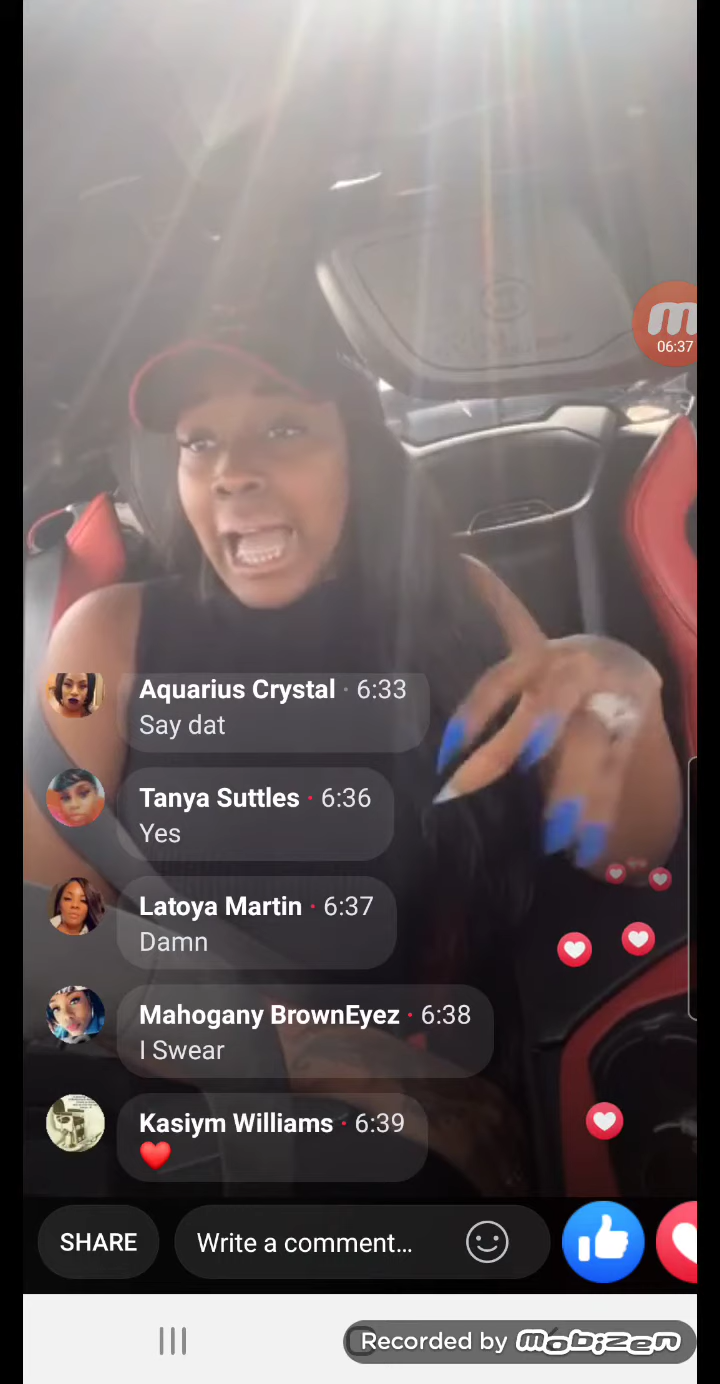 m
06:37
Aquarius Crystal · 6:33
Say dat
Tanya Suttles · 6:36
Yes
Latoya Martin · 6:37
Damn
Mahogany BrownEyez · 6:38
I Swear
Kasiym Williams · 6:39
❤️
SHARE
Write a comment...
Recorded by mobizen